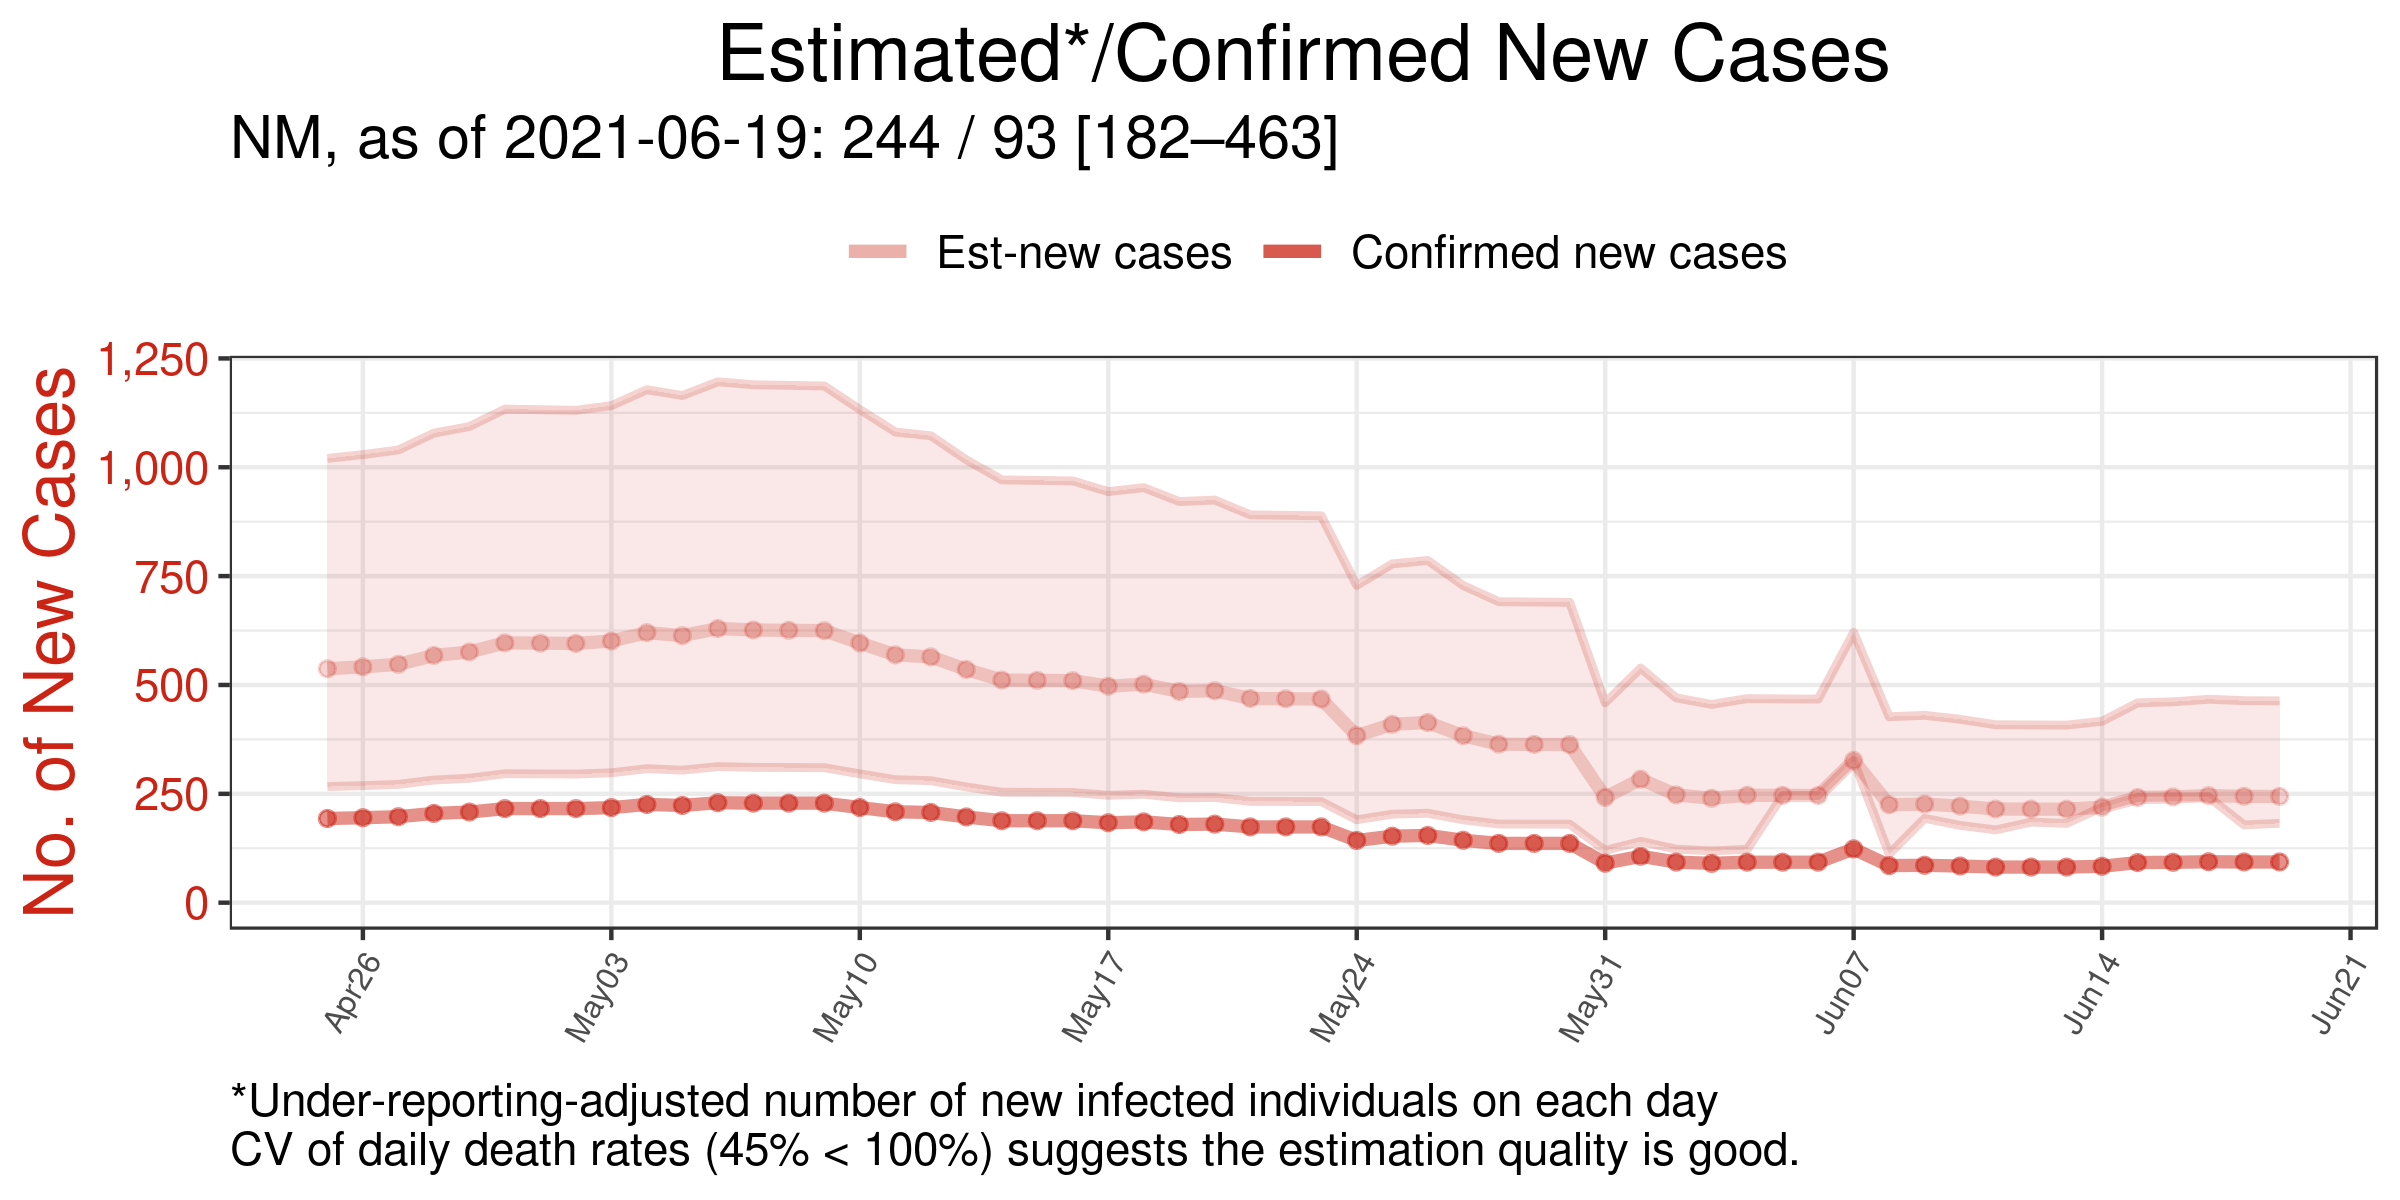 Estimated*/Confirmed New Cases
NM, as of 2021-06-19: 244 / 93 [182–463]
Est-new cases
Confirmed new cases
No. of New Cases
1,250
1,000
750
500
250
0
Apr26
May03
May10
May17
May24
May31
Jun07
Jun14
Jun21
*Under-reporting-adjusted number of new infected individuals on each day
CV of daily death rates (45% < 100%) suggests the estimation quality is good.